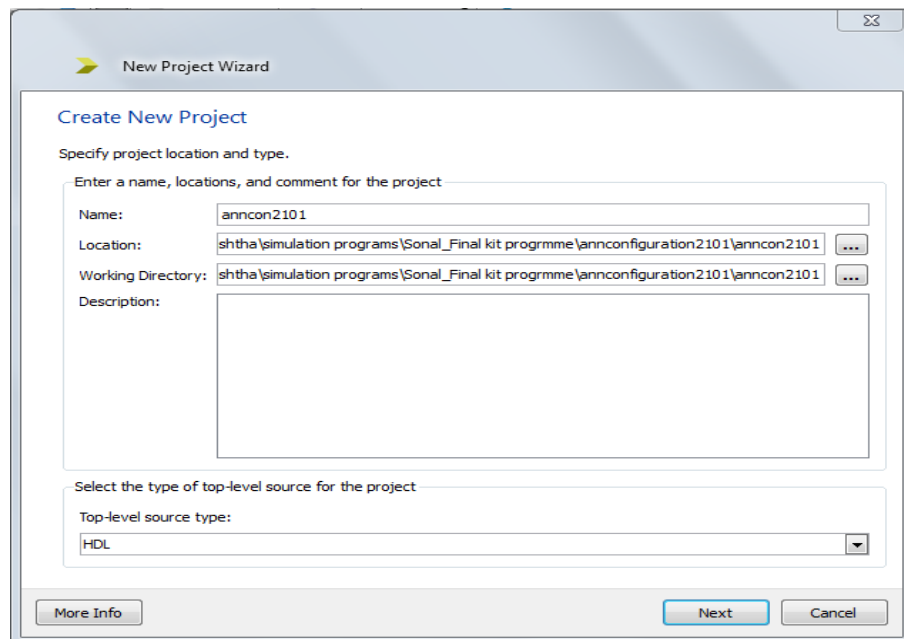 New Project Wizard
Create New Project
Specify project location and type.
Enter a name, locations, and comment for the project
Name: anncon2101
Location: shtha\simulation programs\Sonal_Final kit progrmme\annconfiguration2101\anncon2101 ...
Working Directory: shtha\simulation programs\Sonal_Final kit progrmme\annconfiguration2101\anncon2101 ...
Description:
Select the type of top-level source for the project
Top-level source type:
HDL
More Info Next Cancel